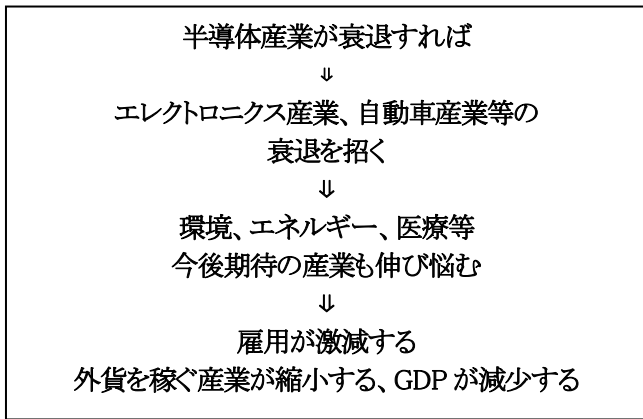 半導体産業が衰退すれば
⇓
エレクトロニクス産業、自動車産業等の
衰退を招く
⇓
環境、エネルギー、医療等
今後期待の産業も伸び悩む
⇓
雇用が激減する
外貨を稼ぐ産業が縮小する、GDP が減少する